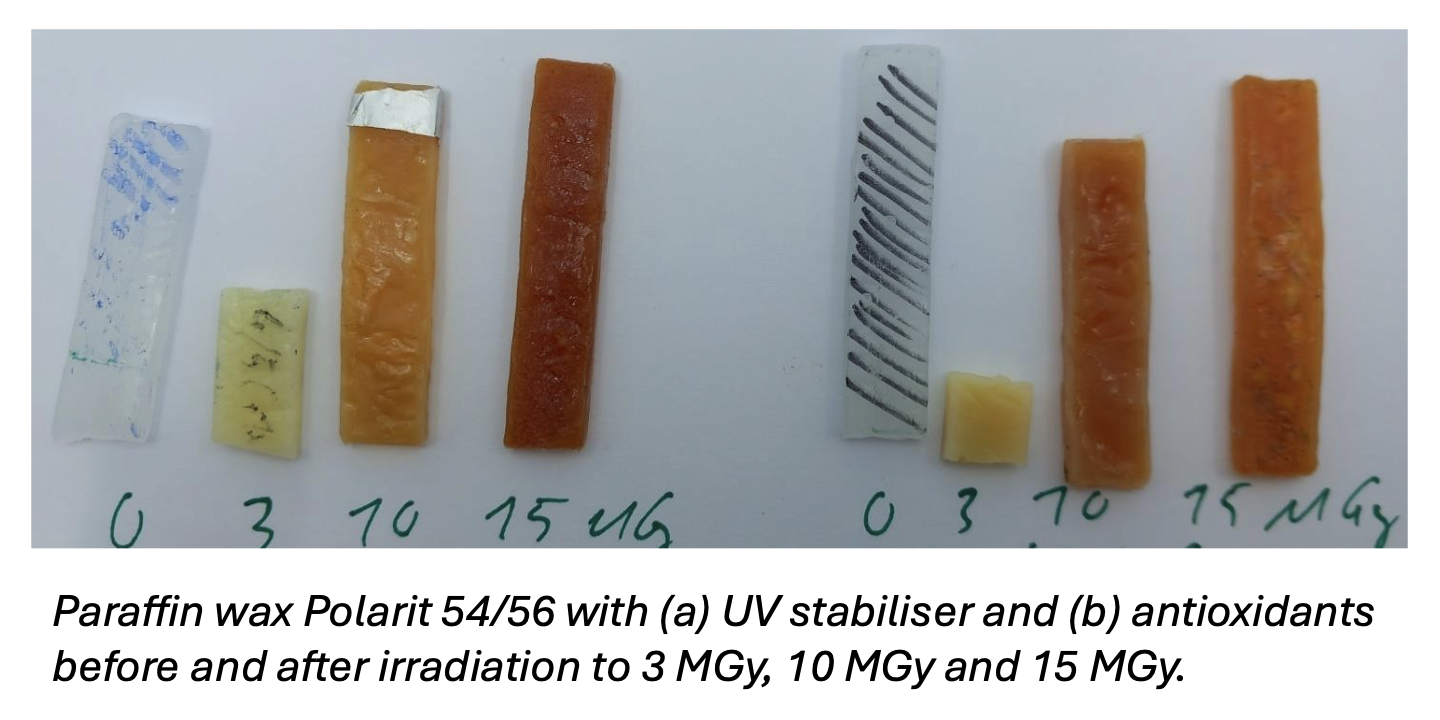 0 3 10 15 MGy 0 3 10 15 MGy
Paraffin wax Polarit 54/56 with (a) UV stabiliser and (b) antioxidants
before and after irradiation to 3 MGy, 10 MGy and 15 MGy.